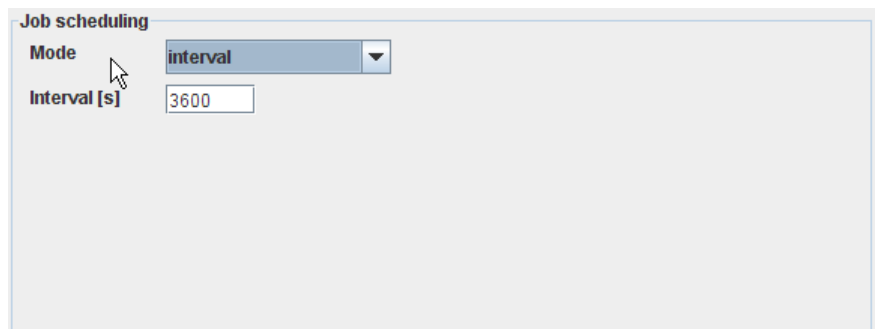 Job scheduling
Mode interval
Interval [s] 3600